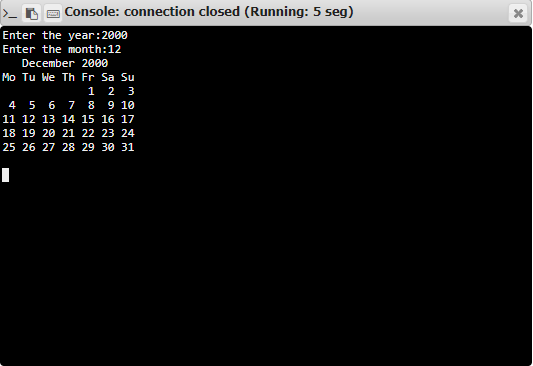 >_ Console: connection closed (Running: 5 seg)
Enter the year:2000
Enter the month:12
   December 2000
Mo Tu We Th Fr Sa Su
             1  2  3
 4  5  6  7  8  9 10
11 12 13 14 15 16 17
18 19 20 21 22 23 24
25 26 27 28 29 30 31